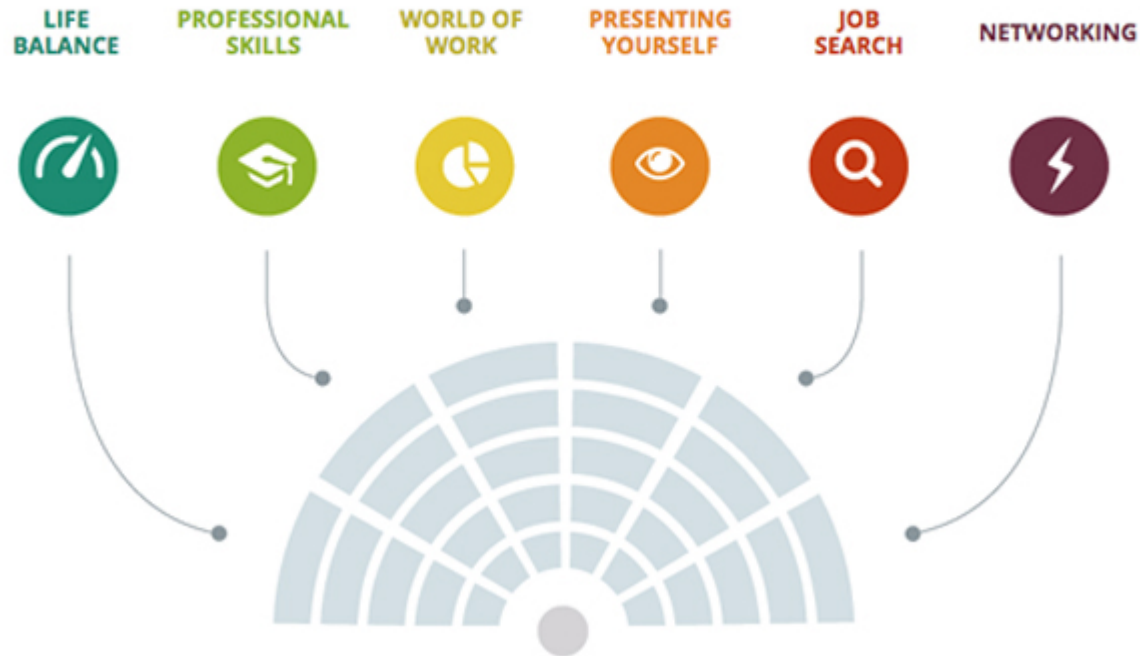 LIFE
BALANCE
PROFESSIONAL
SKILLS
WORLD OF
WORK
PRESENTING
YOURSELF
JOB
SEARCH
NETWORKING